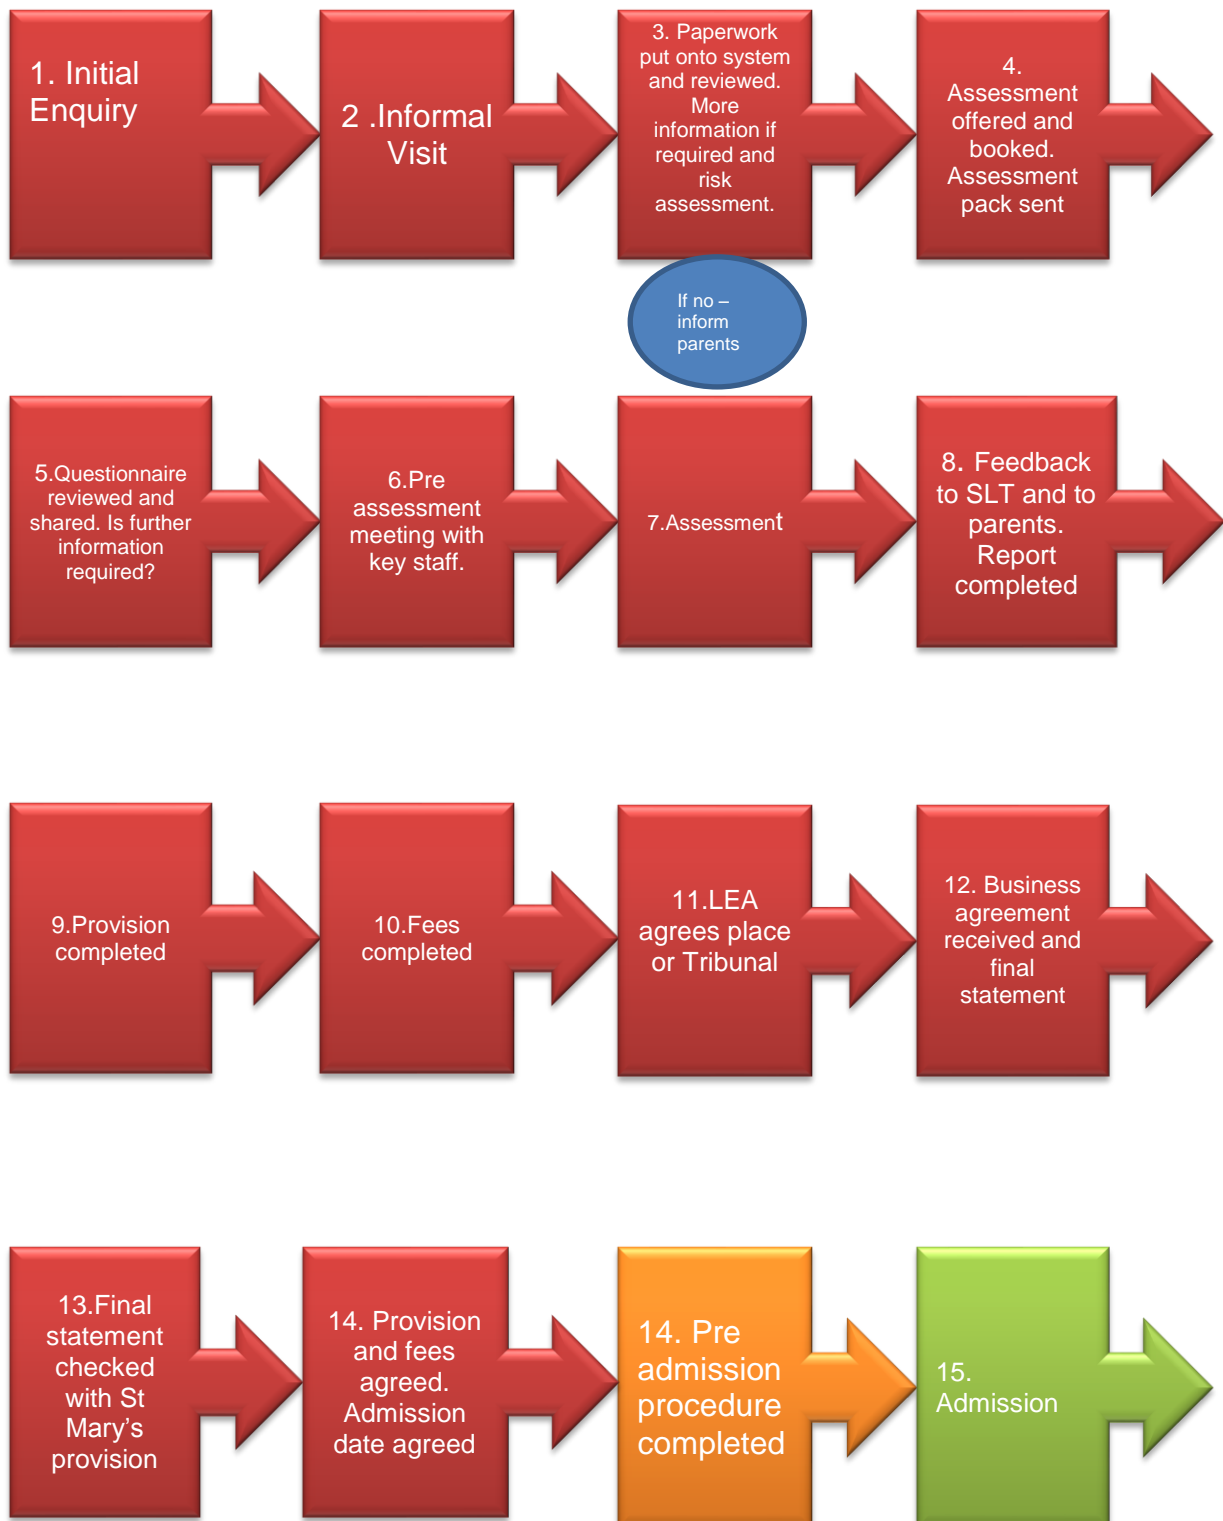 1. Initial
Enquiry
2 .Informal
Visit
3. Paperwork
put onto system
and reviewed.
More
information if
required and
risk
assessment.
4.
Assessment
offered and
booked.
Assessment
pack sent
If no –
inform
parents
5.Questionnaire
reviewed and
shared. Is further
information
required?
6.Pre
assessment
meeting with
key staff.
7.Assessment
8. Feedback
to SLT and to
parents.
Report
completed
9.Provision
completed
10.Fees
completed
11.LEA
agrees place
or Tribunal
12. Business
agreement
received and
final
statement
13.Final
statement
checked
with St
Mary’s
provision
14. Provision
and fees
agreed.
Admission
date agreed
14. Pre
admission
procedure
completed
15.
Admission